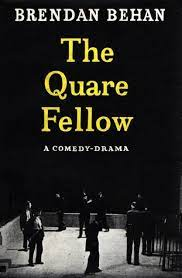 BRENDAN BEHAN
The
Quare
Fellow
A COMEDY-DRAMA